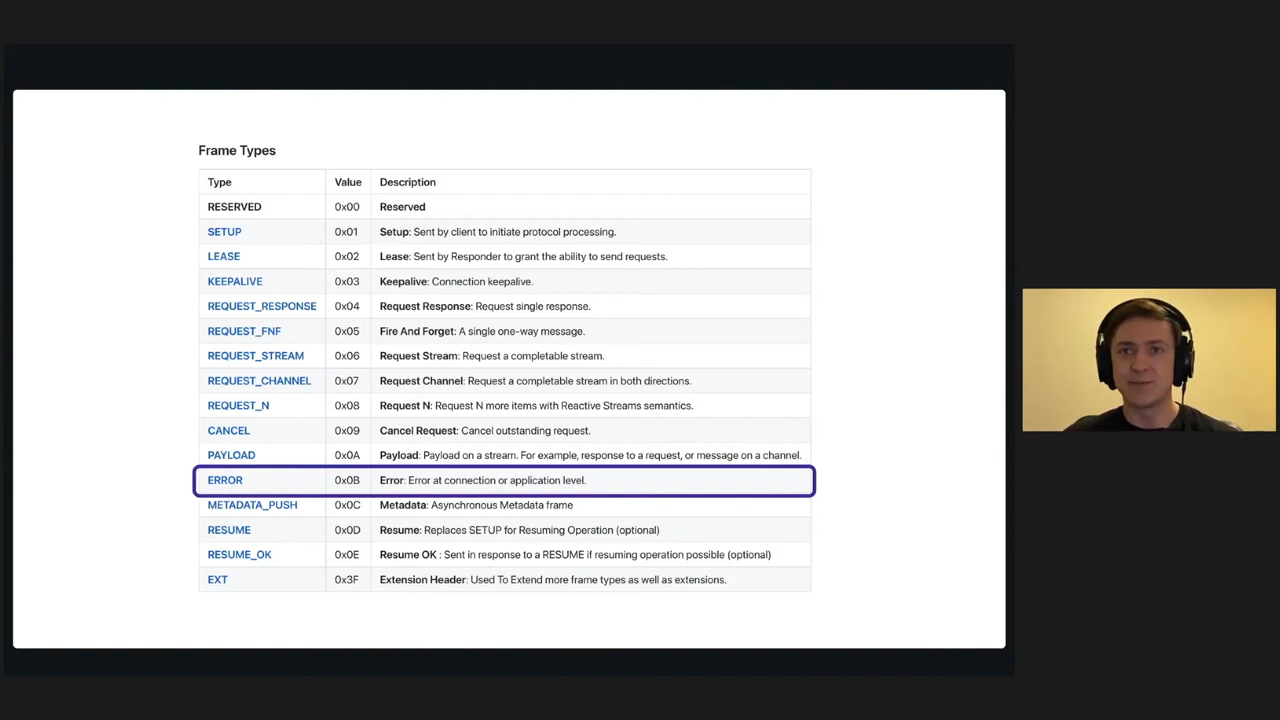 Frame Types
Type Value Description
RESERVED 0x00 Reserved
SETUP 0x01 Setup: Sent by client to initiate protocol processing.
LEASE 0x02 Lease: Sent by Responder to grant the ability to send requests.
KEEPALIVE 0x03 Keepalive: Connection keepalive.
REQUEST_RESPONSE 0x04 Request Response: Request single response.
REQUEST_FNF 0x05 Fire And Forget: A single one-way message.
REQUEST_STREAM 0x06 Request Stream: Request a completable stream.
REQUEST_CHANNEL 0x07 Request Channel: Request a completable stream in both directions.
REQUEST_N 0x08 Request N: Request N more items with Reactive Streams semantics.
CANCEL 0x09 Cancel Request: Cancel outstanding request.
PAYLOAD 0x0A Payload: Payload on a stream. For example, response to a request, or message on a channel.
ERROR 0x0B Error: Error at connection or application level.
METADATA_PUSH 0x0C Metadata: Asynchronous Metadata frame
RESUME 0x0D Resume: Replaces SETUP for Resuming Operation (optional)
RESUME_OK 0x0E Resume OK : Sent in response to a RESUME if resuming operation possible (optional)
EXT 0x3F Extension Header: Used To Extend more frame types as well as extensions.